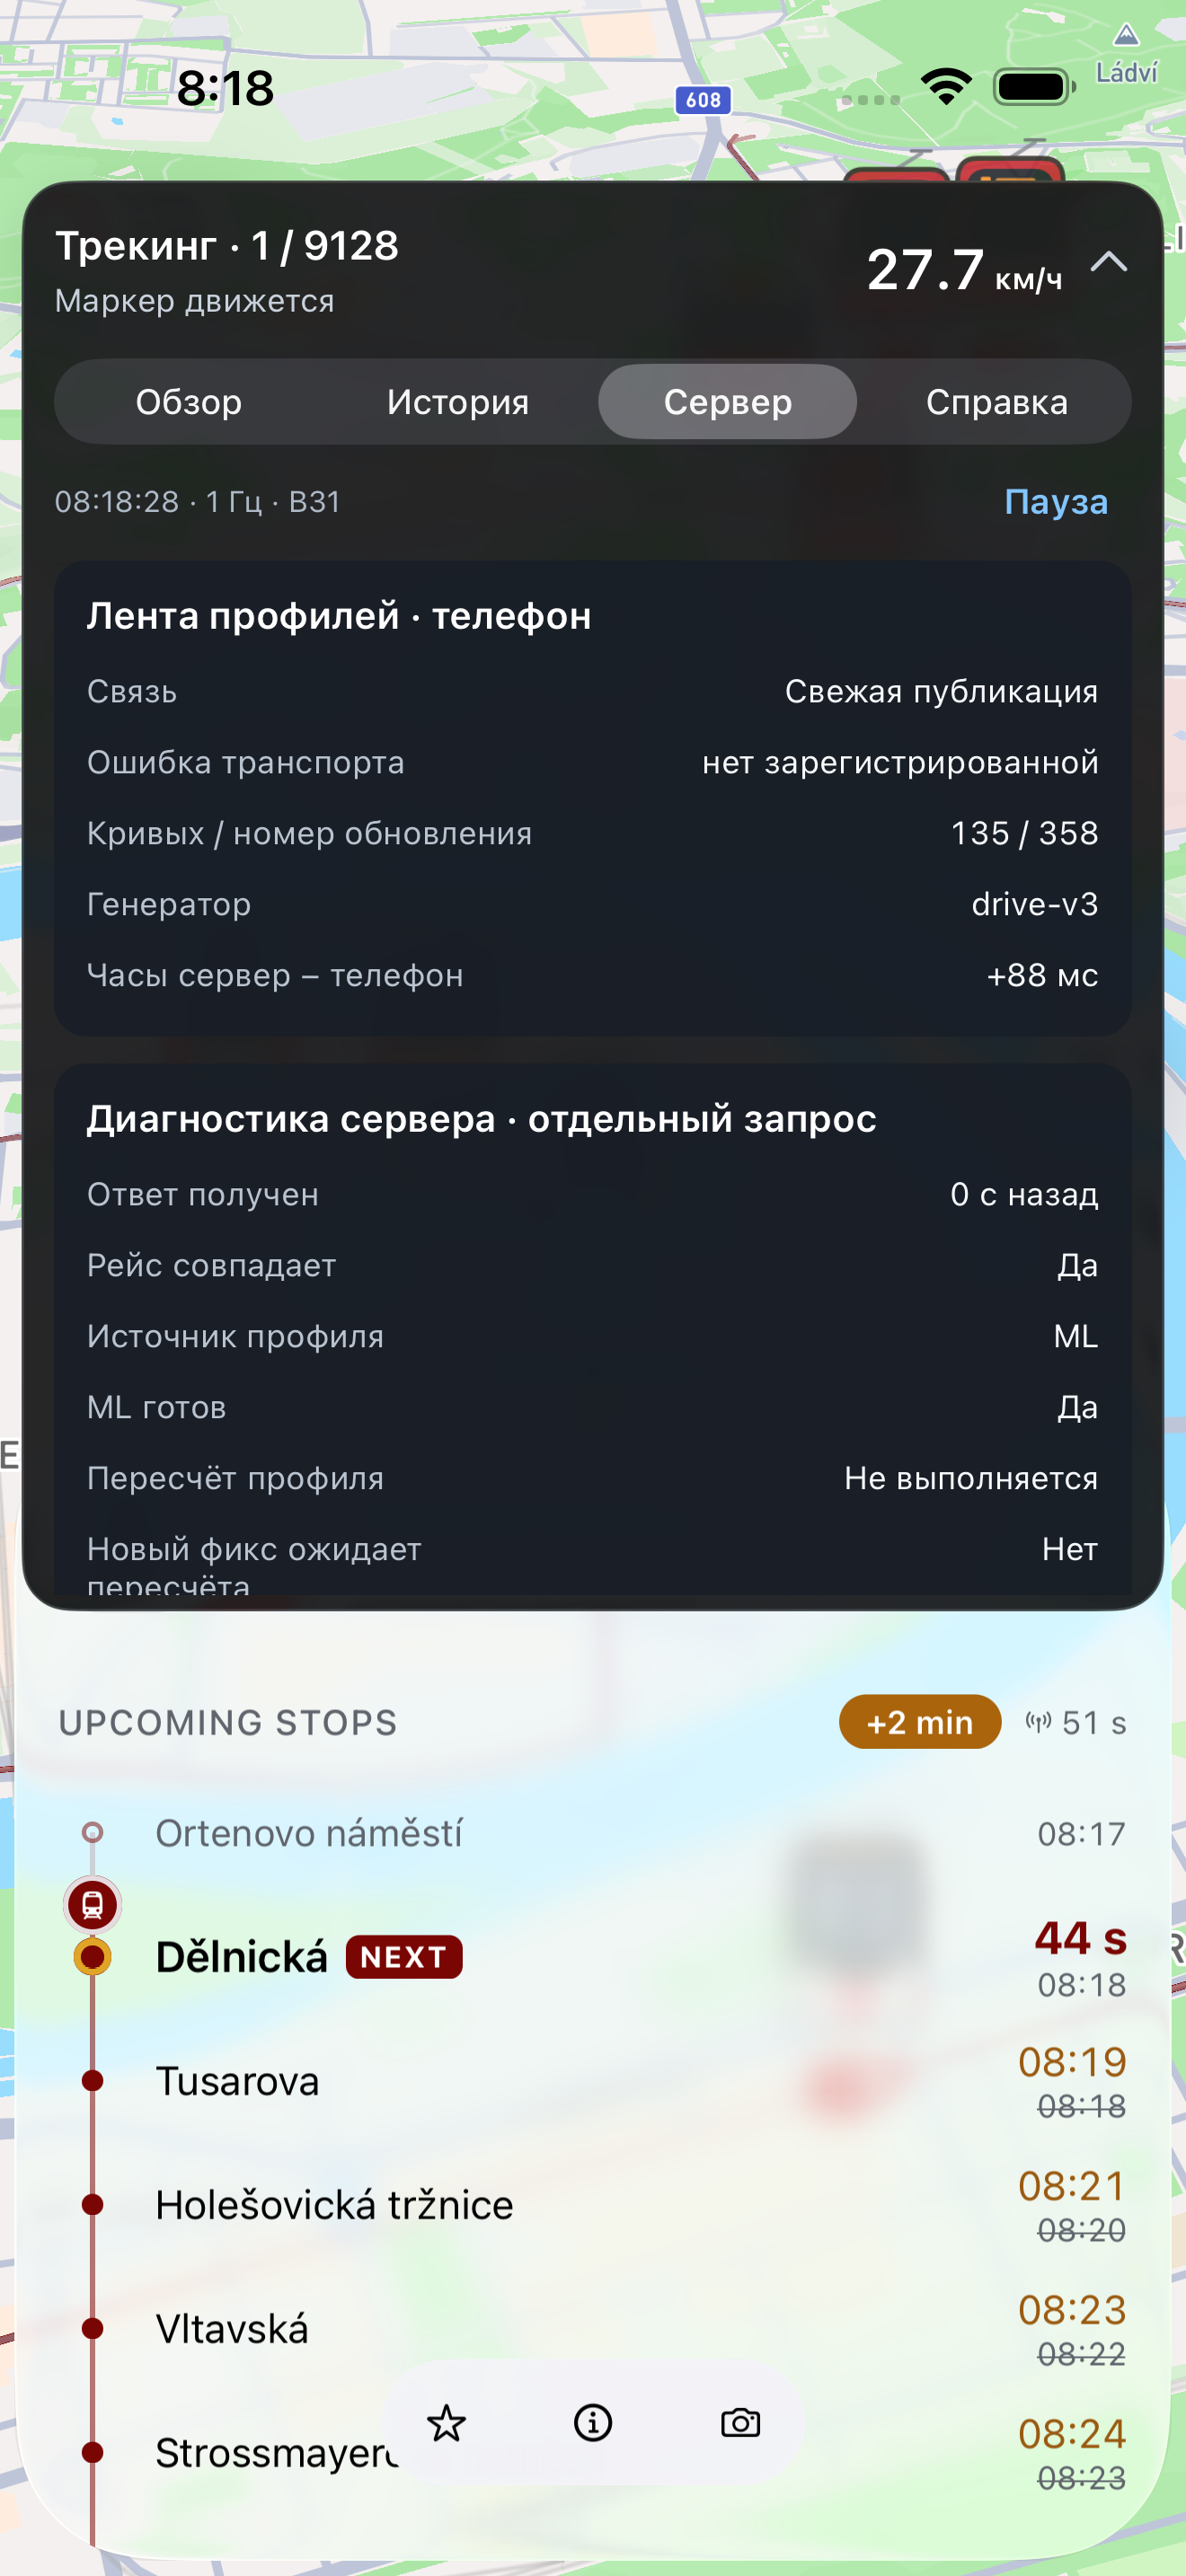 8:18
Ládví
608
Трекинг · 1 / 9128
27.7 км/ч
Маркер движется
Обзор
История
Сервер
Справка
08:18:28 · 1 Гц · B31
Пауза
Лента профилей · телефон
Связь
Свежая публикация
Ошибка транспорта
нет зарегистрированной
Кривых / номер обновления
135 / 358
Генератор
drive-v3
Часы сервер – телефон
+88 мс
Диагностика сервера · отдельный запрос
Ответ получен
0 с назад
Рейс совпадает
Да
Источник профиля
ML
ML готов
Да
Пересчёт профиля
Не выполняется
Новый фикс ожидает
пересчёта
Нет
UPCOMING STOPS
+2 min
51 s
Ortenovo náměstí
08:17
Dělnická
NEXT
44 s
08:18
Tusarova
08:19
08:18
Holešovická tržnice
08:21
08:20
Vltavská
08:23
08:22
Strossmayero
08:24
08:23